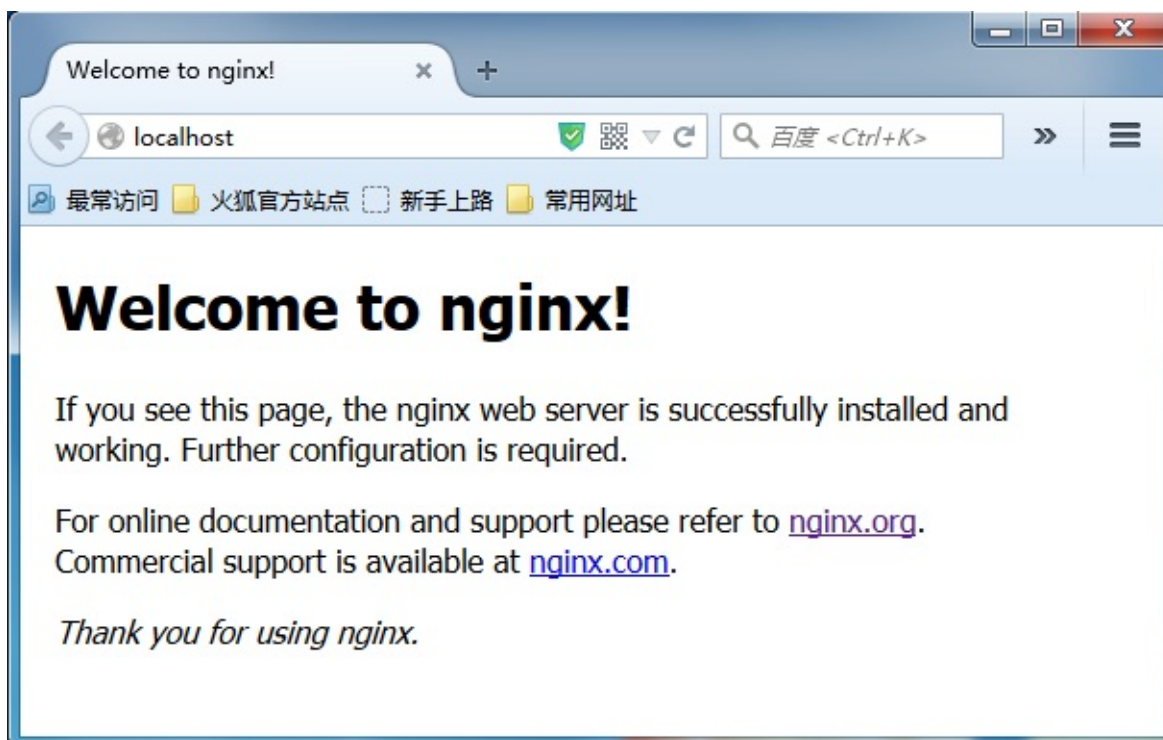 Welcome to nginx!
localhost
百度 <Ctrl+K>
最常访问 火狐官方站点 新手上路 常用网址
Welcome to nginx!
If you see this page, the nginx web server is successfully installed and
working. Further configuration is required.
For online documentation and support please refer to nginx.org.
Commercial support is available at nginx.com.
Thank you for using nginx.